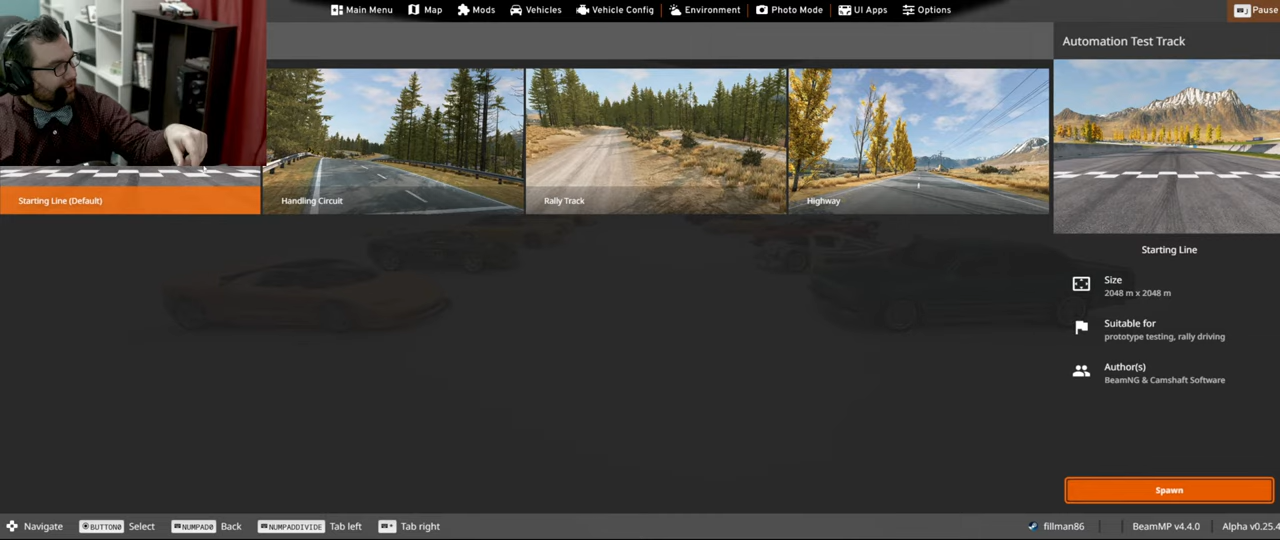 Main Menu
Map
Mods
Vehicles
Vehicle Config
Environment
Photo Mode
UI Apps
Options
J
Pause
Automation Test Track
Starting Line (Default)
Handling Circuit
Rally Track
Highway
Starting Line
Size
2048 m x 2048 m
Suitable for
prototype testing, rally driving
Author(s)
BeamNG & Camshaft Software
Spawn
Navigate
BUTTON0
Select
NUMPAD0
Back
NUMPADDIVIDE
Tab left
*
Tab right
fillman86
BeamMP v4.4.0
Alpha v0.25.4